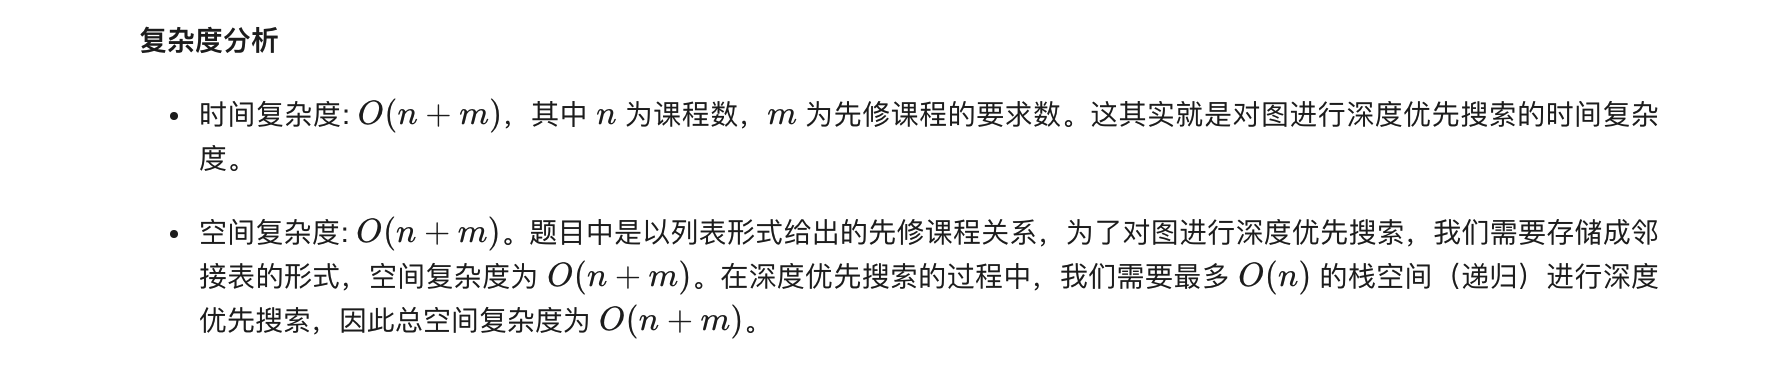 复杂度分析
• 时间复杂度: O(n + m)，其中 n 为课程数，m 为先修课程的要求数。这其实就是对图进行深度优先搜索的时间复杂
度。
• 空间复杂度: O(n + m)。题目中是以列表形式给出的先修课程关系，为了对图进行深度优先搜索，我们需要存储成邻
接表的形式，空间复杂度为 O(n + m)。在深度优先搜索的过程中，我们需要最多 O(n) 的栈空间（递归）进行深度
优先搜索，因此总空间复杂度为 O(n + m)。